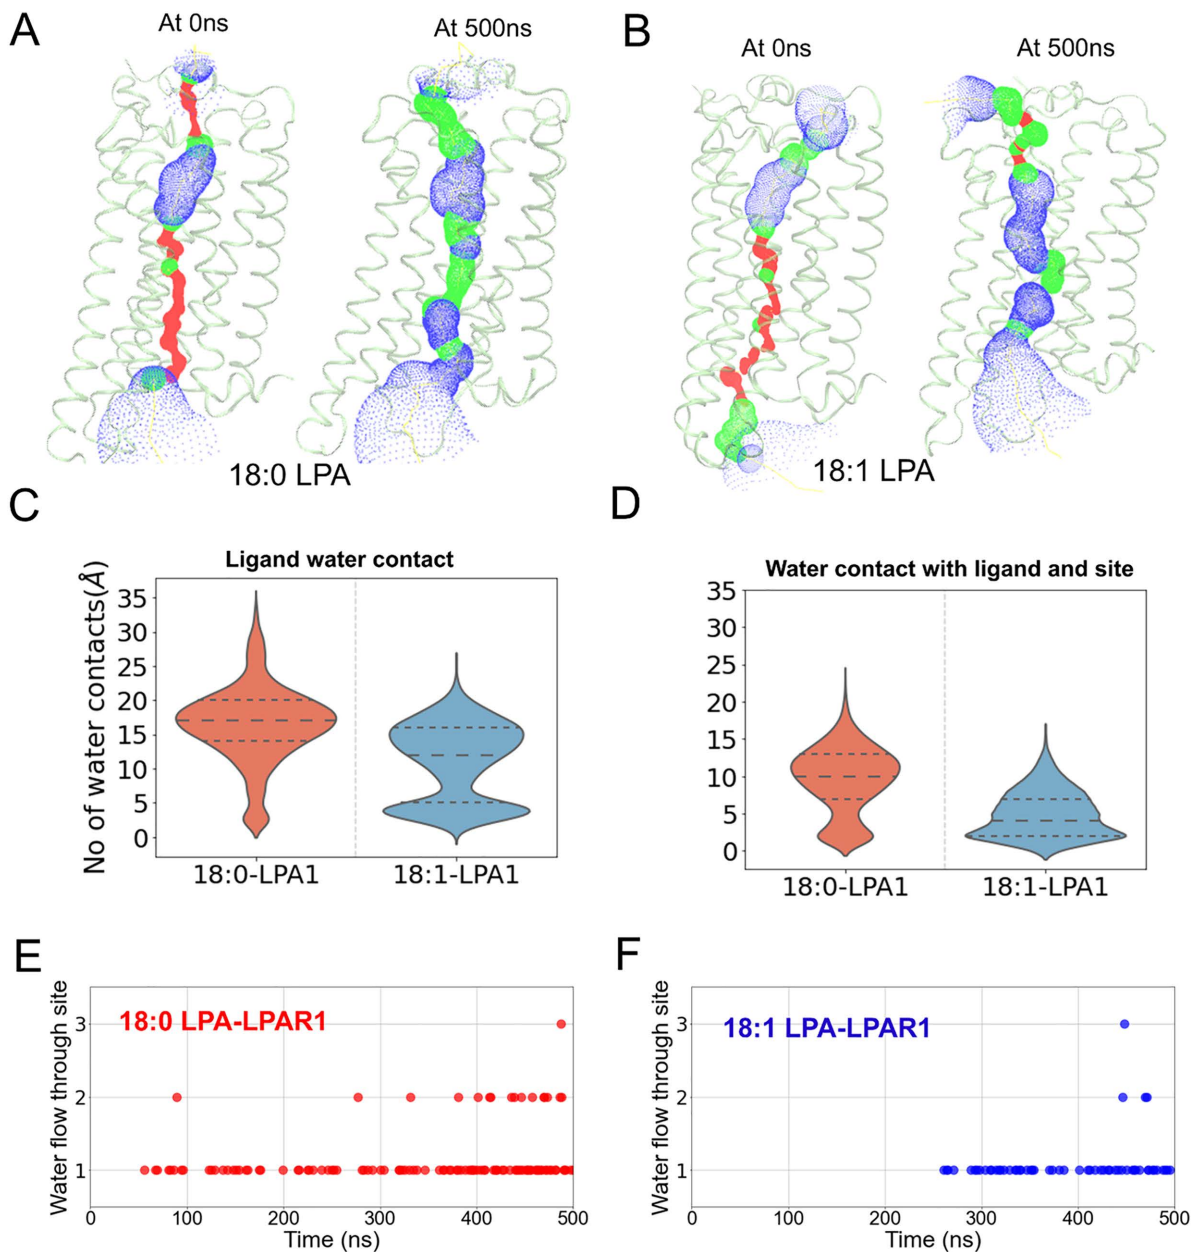 A
At 0ns
At 500ns
18:0 LPA
B
At 0ns
At 500ns
18:1 LPA
C
Ligand water contact
No of water contacts(Å)
35
30
25
20
15
10
5
0
18:0-LPA1
18:1-LPA1
D
Water contact with ligand and site
35
30
25
20
15
10
5
0
18:0-LPA1
18:1-LPA1
E
Water flow through site
3
2
1
18:0 LPA-LPAR1
0 100 200 300 400 500
Time (ns)
F
Water flow through site
3
2
1
18:1 LPA-LPAR1
0 100 200 300 400 500
Time (ns)